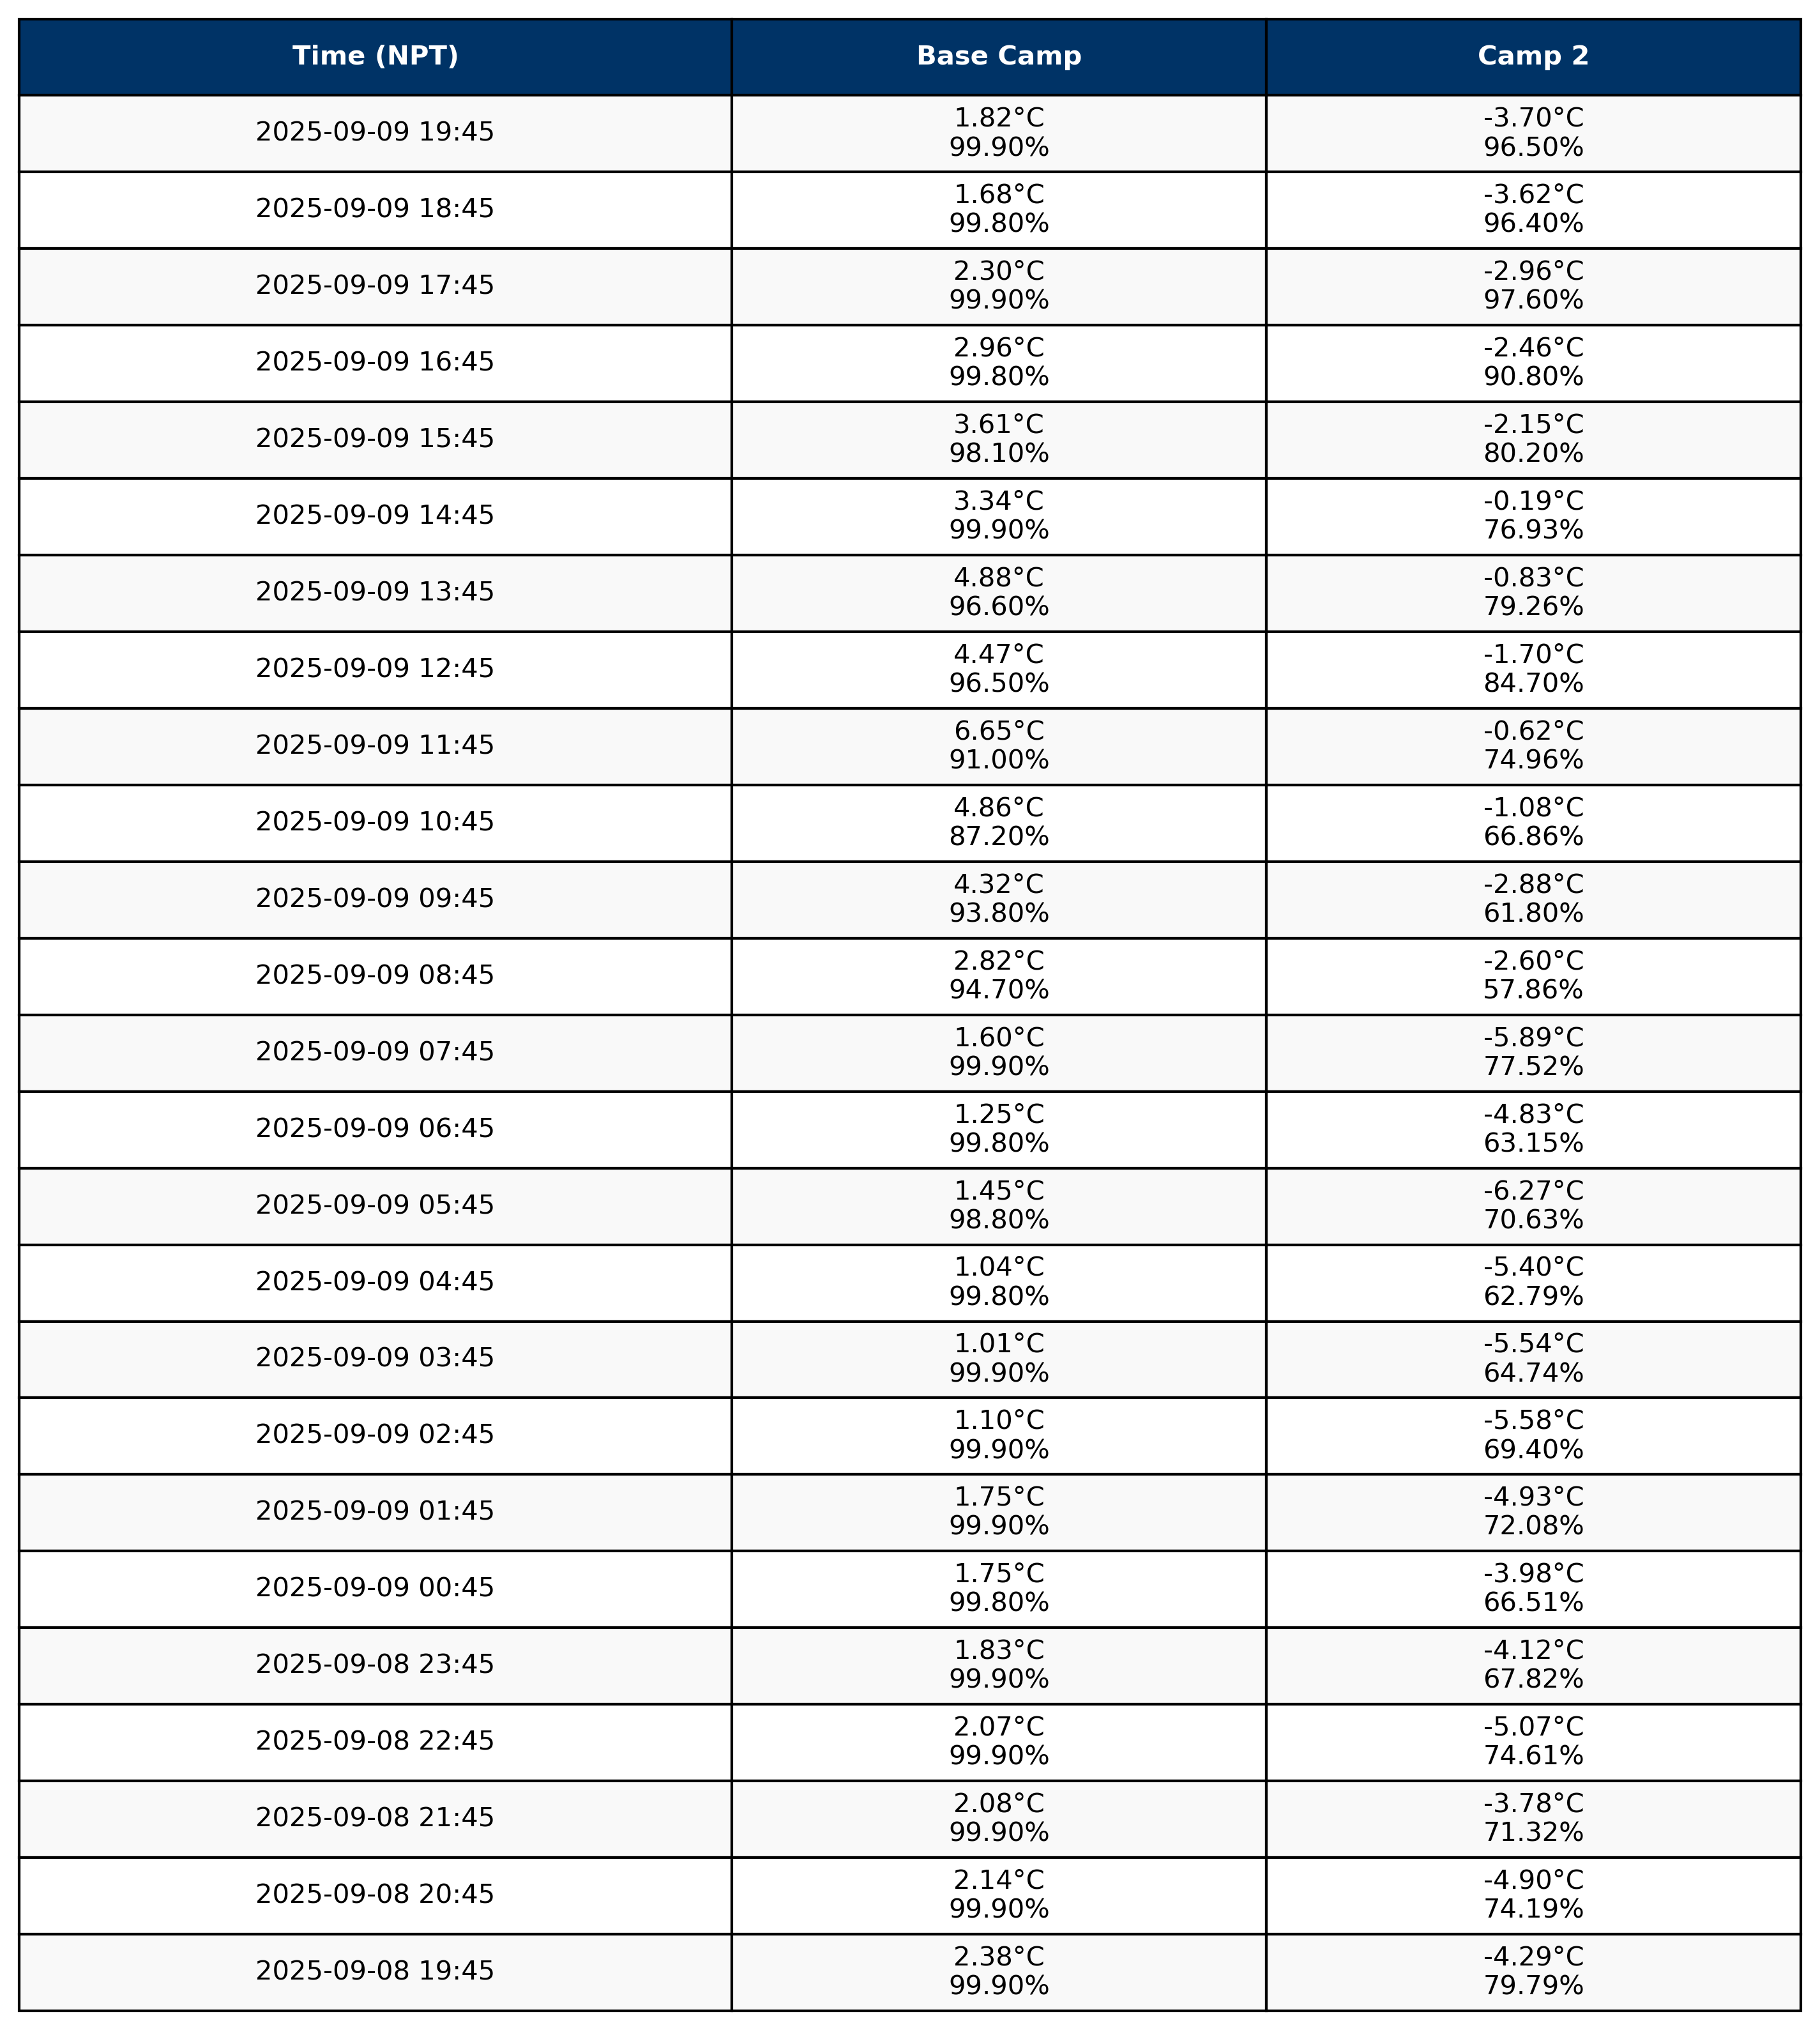 Time (NPT) Base Camp Camp 2
2025-09-09 19:45 1.82°C -3.70°C
99.90% 96.50%
2025-09-09 18:45 1.68°C -3.62°C
99.80% 96.40%
2025-09-09 17:45 2.30°C -2.96°C
99.90% 97.60%
2025-09-09 16:45 2.96°C -2.46°C
99.80% 90.80%
2025-09-09 15:45 3.61°C -2.15°C
98.10% 80.20%
2025-09-09 14:45 3.34°C -0.19°C
99.90% 76.93%
2025-09-09 13:45 4.88°C -0.83°C
96.60% 79.26%
2025-09-09 12:45 4.47°C -1.70°C
96.50% 84.70%
2025-09-09 11:45 6.65°C -0.62°C
91.00% 74.96%
2025-09-09 10:45 4.86°C -1.08°C
87.20% 66.86%
2025-09-09 09:45 4.32°C -2.88°C
93.80% 61.80%
2025-09-09 08:45 2.82°C -2.60°C
94.70% 57.86%
2025-09-09 07:45 1.60°C -5.89°C
99.90% 77.52%
2025-09-09 06:45 1.25°C -4.83°C
99.80% 63.15%
2025-09-09 05:45 1.45°C -6.27°C
98.80% 70.63%
2025-09-09 04:45 1.04°C -5.40°C
99.80% 62.79%
2025-09-09 03:45 1.01°C -5.54°C
99.90% 64.74%
2025-09-09 02:45 1.10°C -5.58°C
99.90% 69.40%
2025-09-09 01:45 1.75°C -4.93°C
99.90% 72.08%
2025-09-09 00:45 1.75°C -3.98°C
99.80% 66.51%
2025-09-08 23:45 1.83°C -4.12°C
99.90% 67.82%
2025-09-08 22:45 2.07°C -5.07°C
99.90% 74.61%
2025-09-08 21:45 2.08°C -3.78°C
99.90% 71.32%
2025-09-08 20:45 2.14°C -4.90°C
99.90% 74.19%
2025-09-08 19:45 2.38°C -4.29°C
99.90% 79.79%